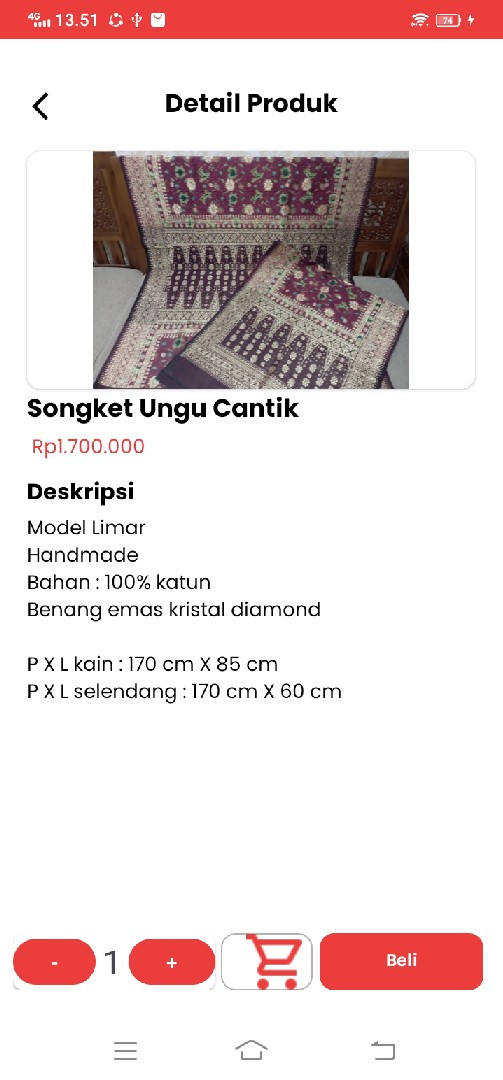 4G 13.51 74
Detail Produk
Songket Ungu Cantik
Rp1.700.000
Deskripsi
Model Limar
Handmade
Bahan : 100% katun
Benang emas kristal diamond
P X L kain : 170 cm X 85 cm
P X L selendang : 170 cm X 60 cm
- 1 + Beli